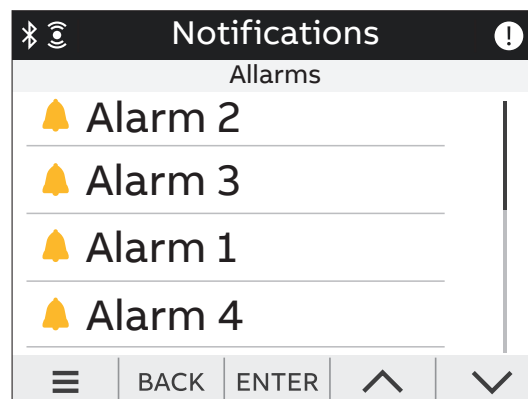 Notifications
Allarms
Alarm 2
Alarm 3
Alarm 1
Alarm 4
BACK ENTER